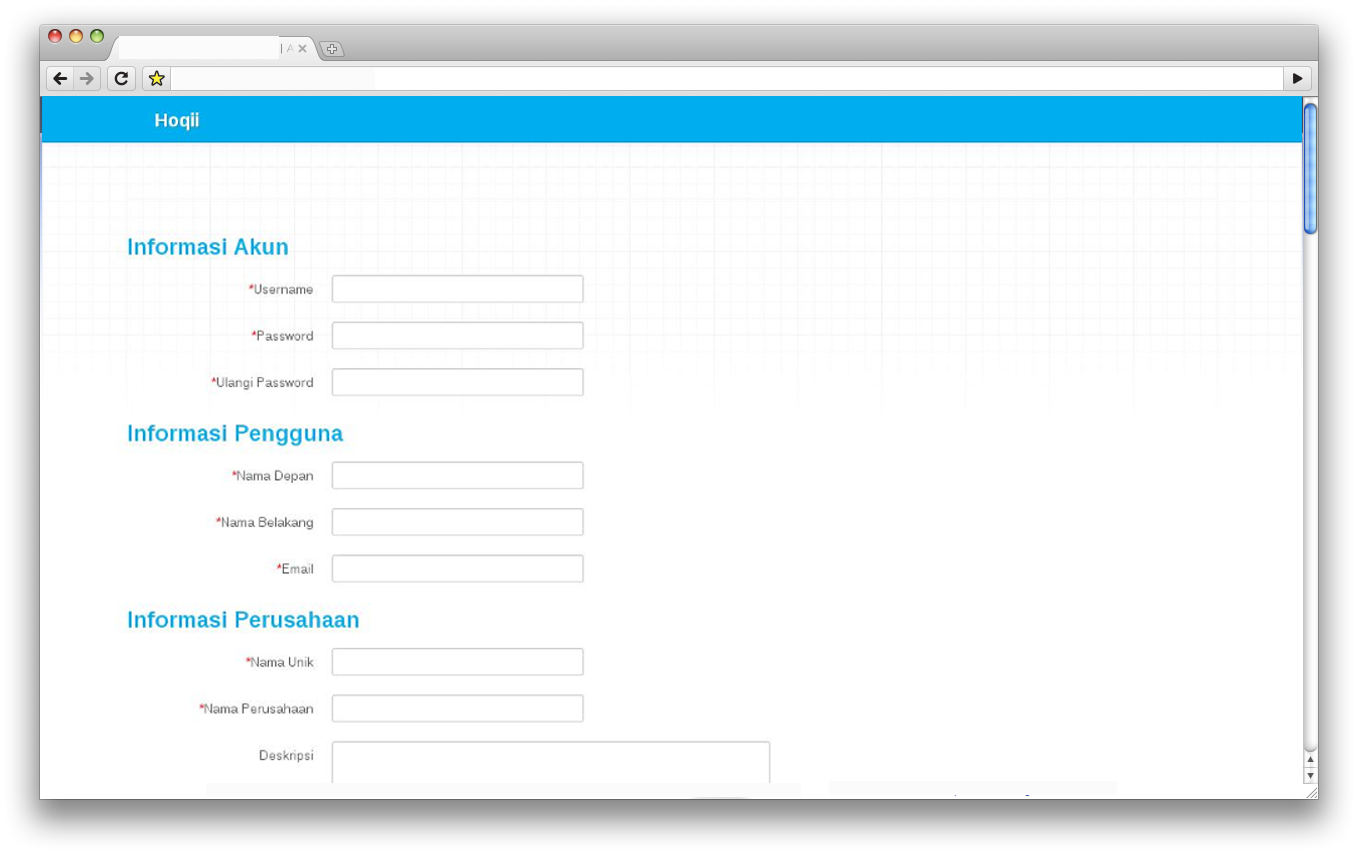 Hoqii
Informasi Akun
*Username
*Password
*Ulangi Password
Informasi Pengguna
*Nama Depan
*Nama Belakang
*Email
Informasi Perusahaan
*Nama Unik
*Nama Perusahaan
Deskripsi